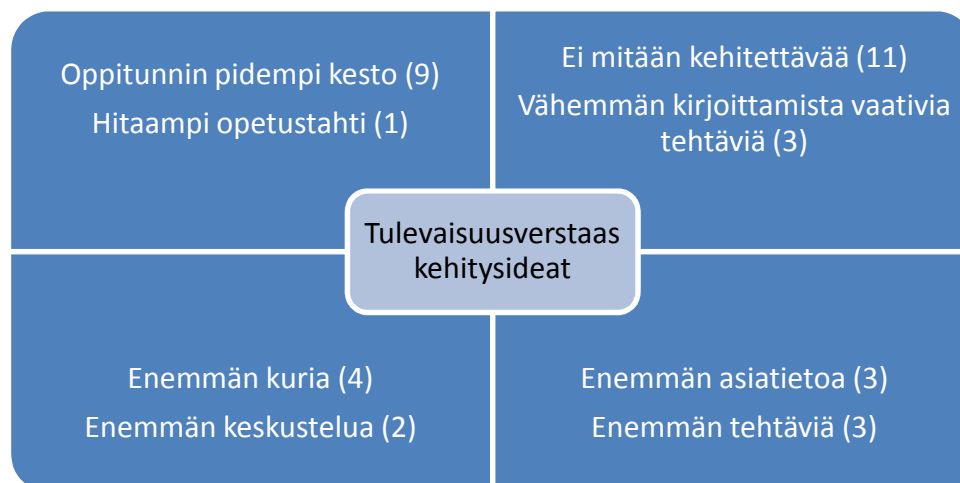 Oppitunnin pidempi kesto (9)
Hitaampi opetustahti (1)
Ei mitään kehitettävää (11)
Vähemmän kirjoittamista vaativia
tehtäviä (3)
Tulevaisuusverstaas
kehitysideat
Enemmän kuria (4)
Enemmän keskustelua (2)
Enemmän asiatietoa (3)
Enemmän tehtäviä (3)